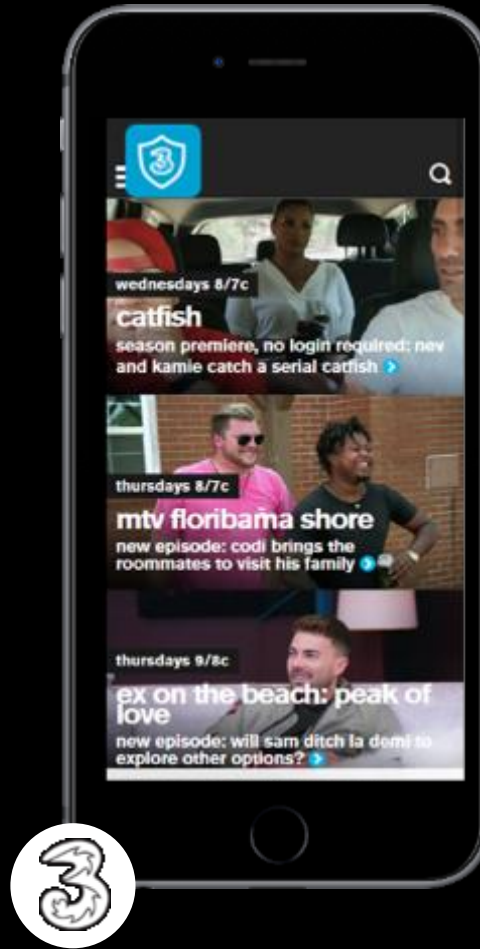 3
wednesdays 8/7c
catfish
season premiere, no login required: nev
and kamie catch a serial catfish
thursdays 8/7c
mtv floribama shore
new episode: codi brings the
roommates to visit his family
thursdays 9/8c
ex on the beach: peak of
love
new episode: will sam ditch la demi to
explore other options?
3